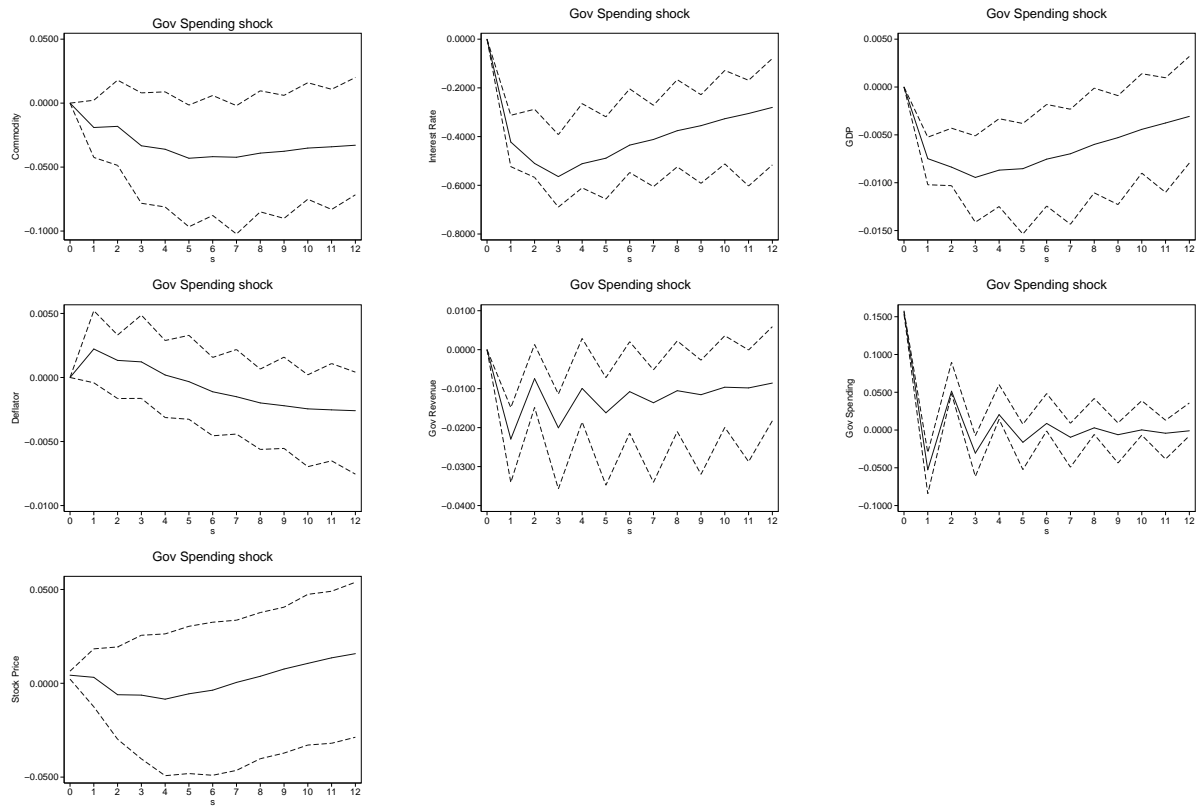 Gov Spending shock
Commodity
0.0500
0.0000
−0.0500
−0.1000
0 1 2 3 4 5 6 7 8 9 10 11 12
s
Gov Spending shock
Interest Rate
0.0000
−0.2000
−0.4000
−0.6000
−0.8000
0 1 2 3 4 5 6 7 8 9 10 11 12
s
Gov Spending shock
GDP
0.0050
0.0000
−0.0050
−0.0100
−0.0150
0 1 2 3 4 5 6 7 8 9 10 11 12
s
Gov Spending shock
Deflator
0.0050
0.0000
−0.0050
−0.0100
0 1 2 3 4 5 6 7 8 9 10 11 12
s
Gov Spending shock
Gov Revenue
0.0100
0.0000
−0.0100
−0.0200
−0.0300
−0.0400
0 1 2 3 4 5 6 7 8 9 10 11 12
s
Gov Spending shock
Gov Spending
0.1500
0.1000
0.0500
0.0000
−0.0500
−0.1000
0 1 2 3 4 5 6 7 8 9 10 11 12
s
Gov Spending shock
Stock Price
0.0500
0.0000
−0.0500
0 1 2 3 4 5 6 7 8 9 10 11 12
s